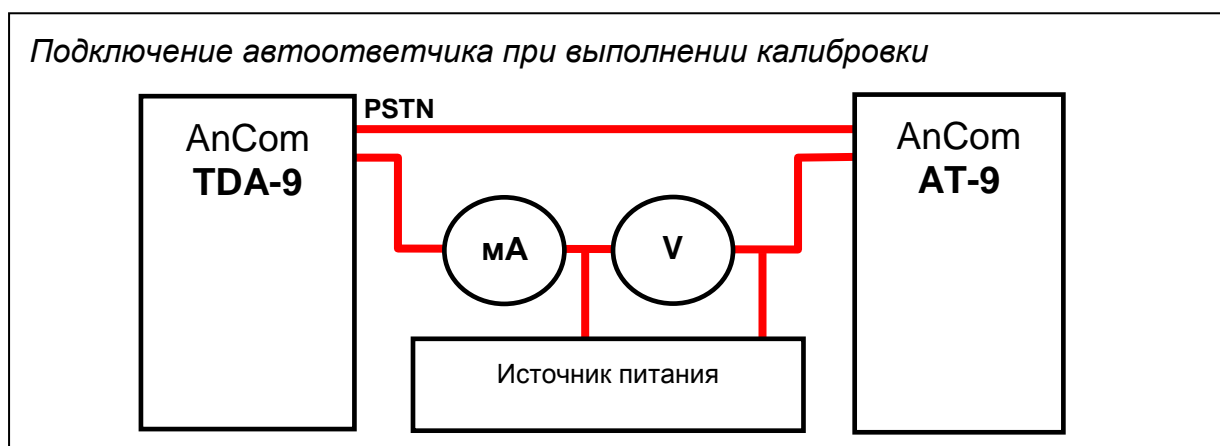 Подключение автоответчика при выполнении калибровки
PSTN
AnCom
TDA-9
AnCom
AT-9
мА
V
Источник питания